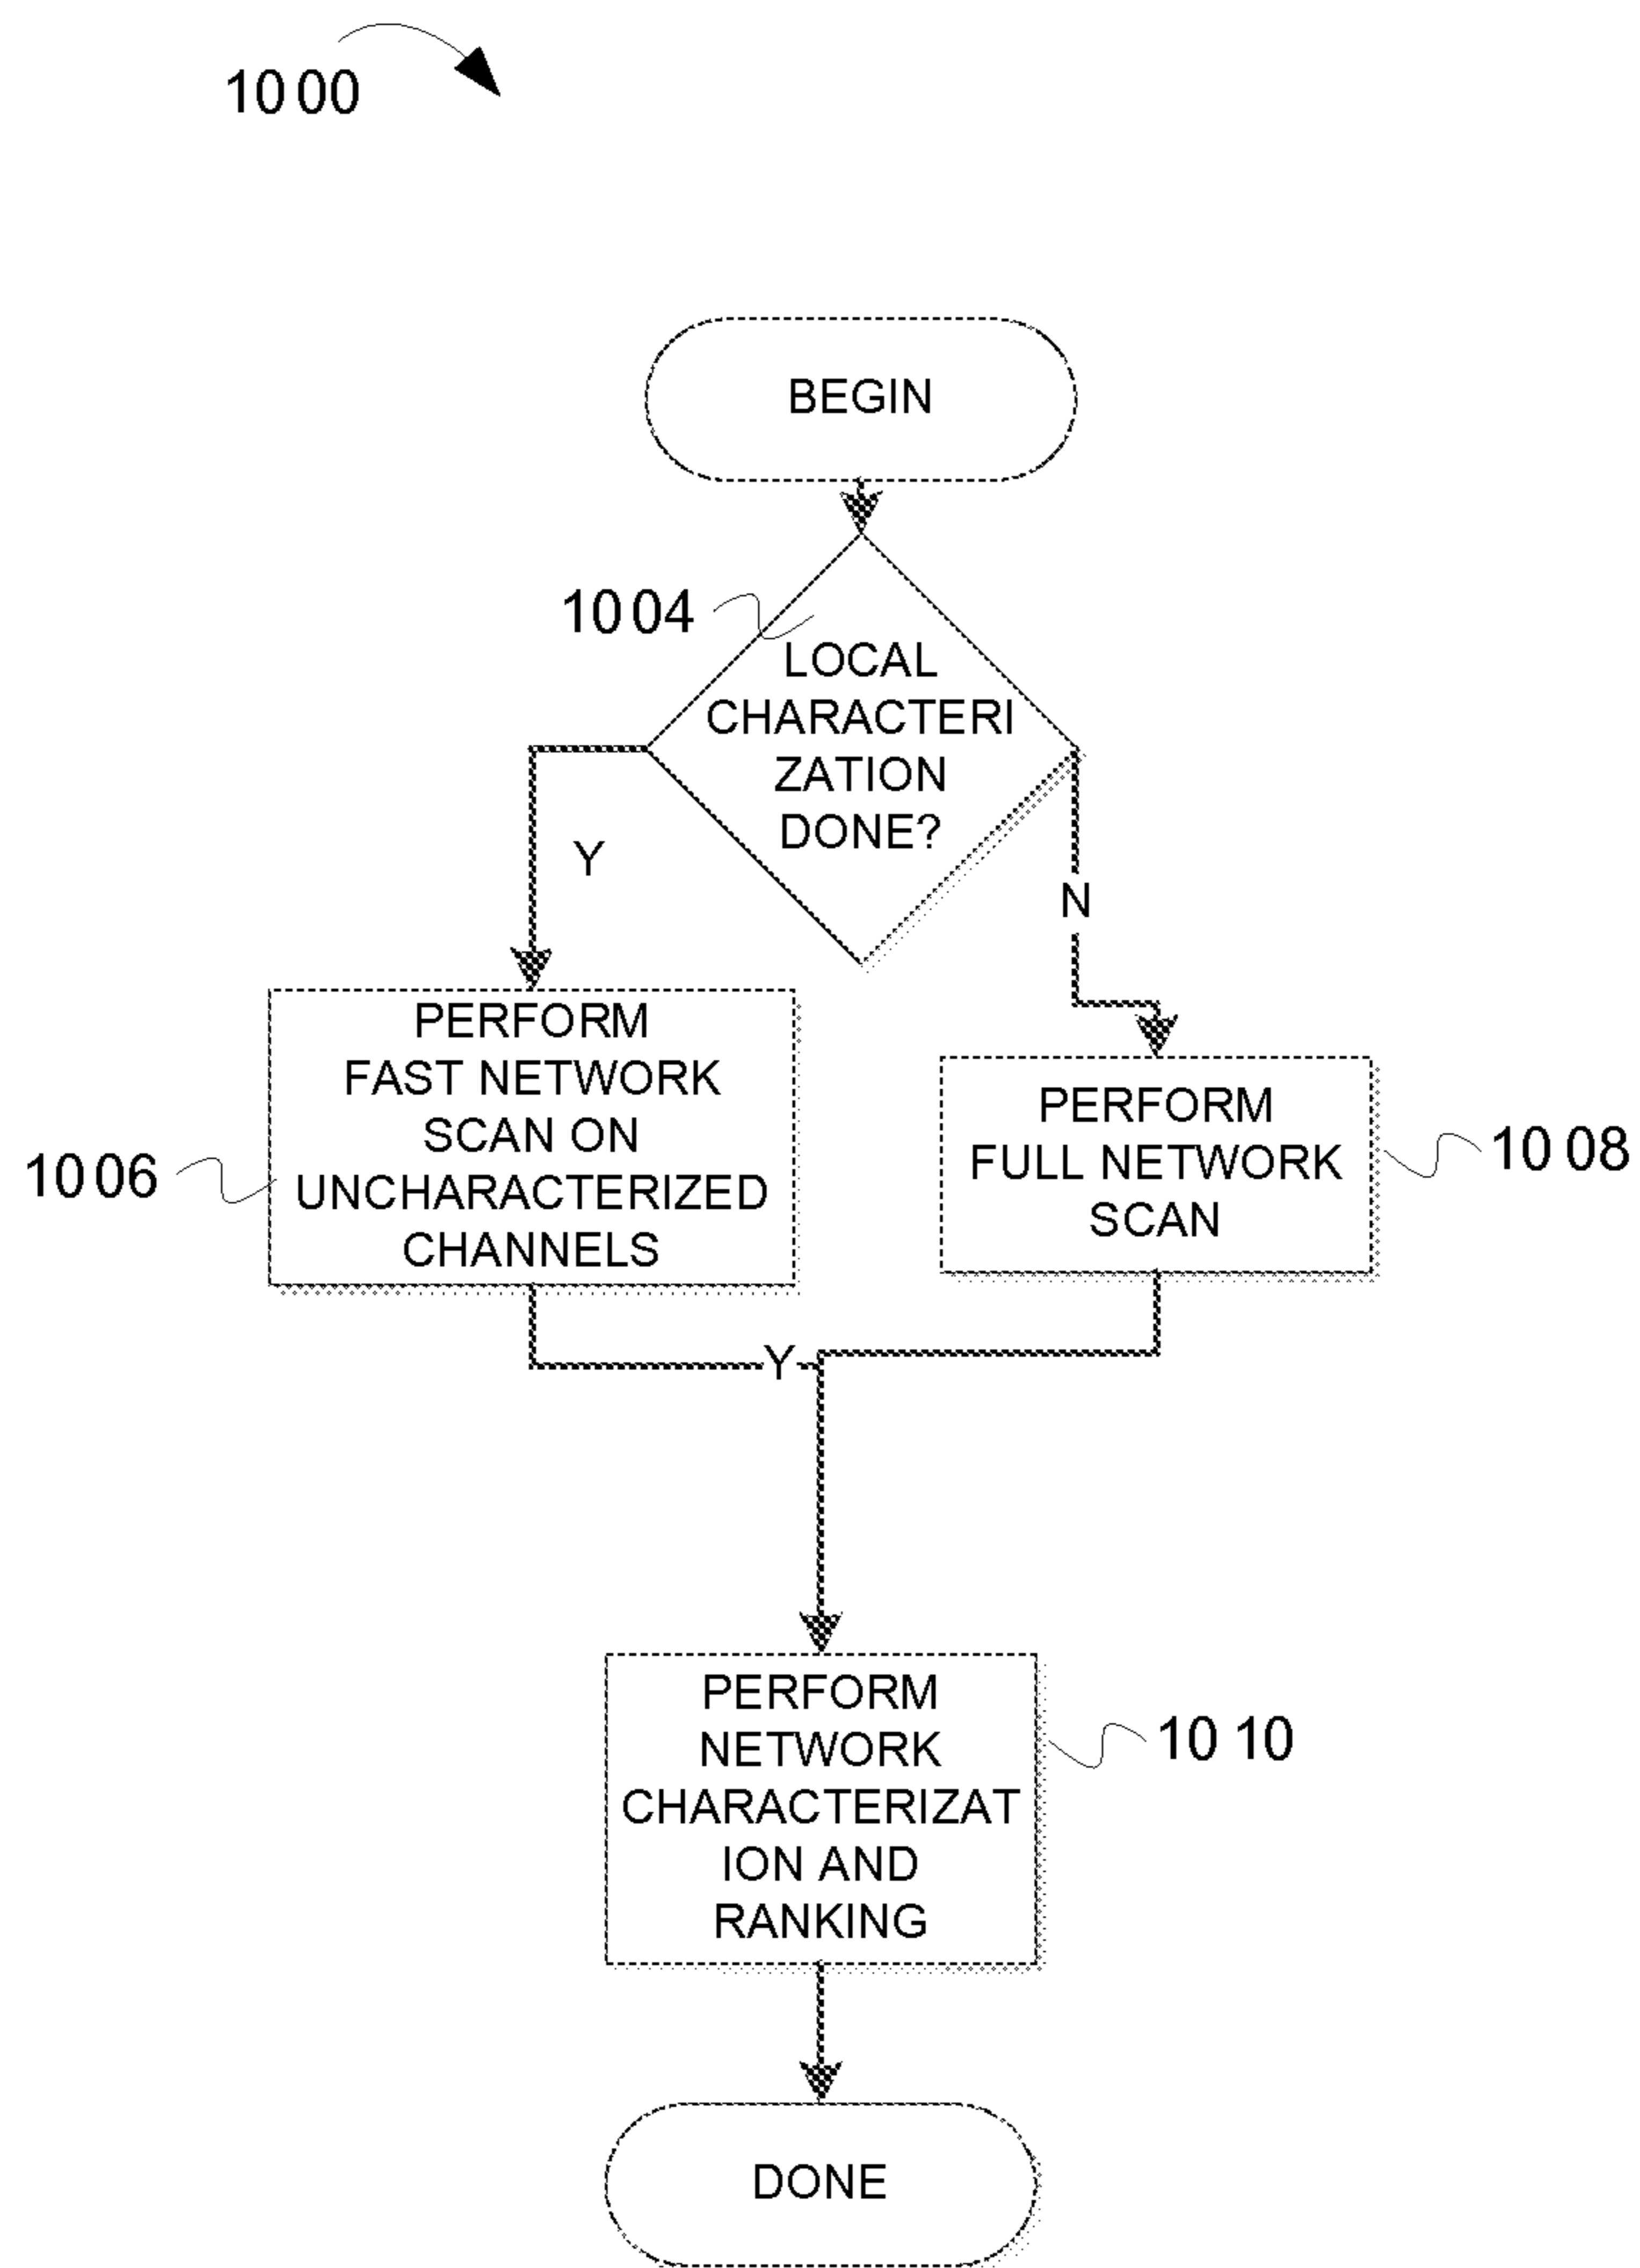 1000
BEGIN
1004
LOCAL
CHARACTERI
ZATION
DONE?
Y
N
PERFORM
FAST NETWORK
SCAN ON
UNCHARACTERIZED
CHANNELS
1006
PERFORM
FULL NETWORK
SCAN
1008
Y
PERFORM
NETWORK
CHARACTERIZAT
ION AND
RANKING
1010
DONE